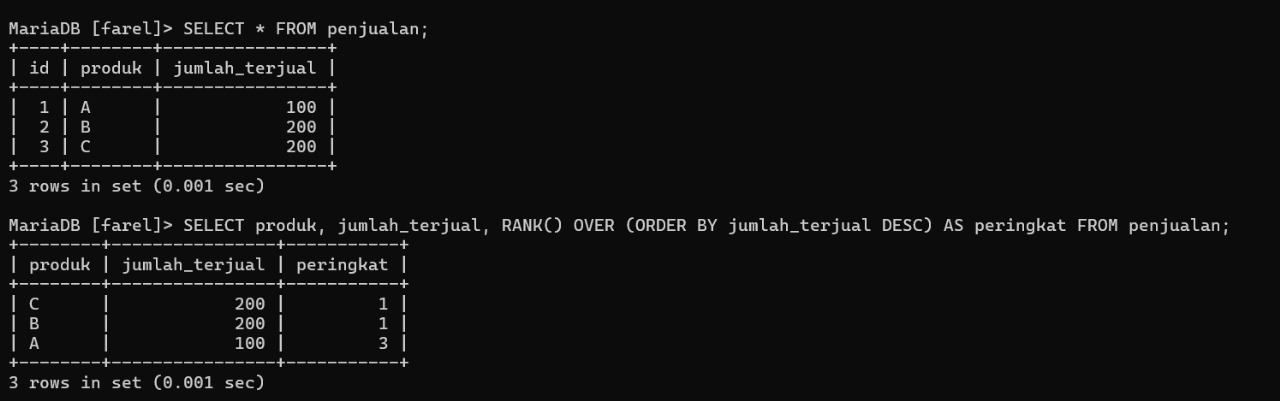 MariaDB [farel]> SELECT * FROM penjualan;
+----+--------+----------------+
| id | produk | jumlah_terjual |
+----+--------+----------------+
|  1 | A      |            100 |
|  2 | B      |            200 |
|  3 | C      |            200 |
+----+--------+----------------+
3 rows in set (0.001 sec)

MariaDB [farel]> SELECT produk, jumlah_terjual, RANK() OVER (ORDER BY jumlah_terjual DESC) AS peringkat FROM penjualan;
+--------+----------------+-----------+
| produk | jumlah_terjual | peringkat |
+--------+----------------+-----------+
| C      |            200 |         1 |
| B      |            200 |         1 |
| A      |            100 |         3 |
+--------+----------------+-----------+
3 rows in set (0.001 sec)